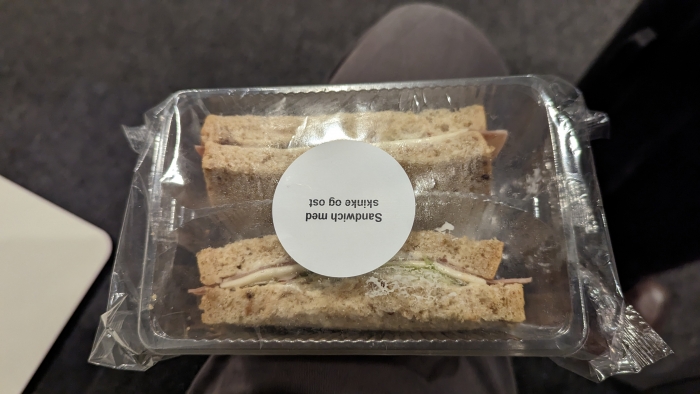 Sandwich med
skinke og ost